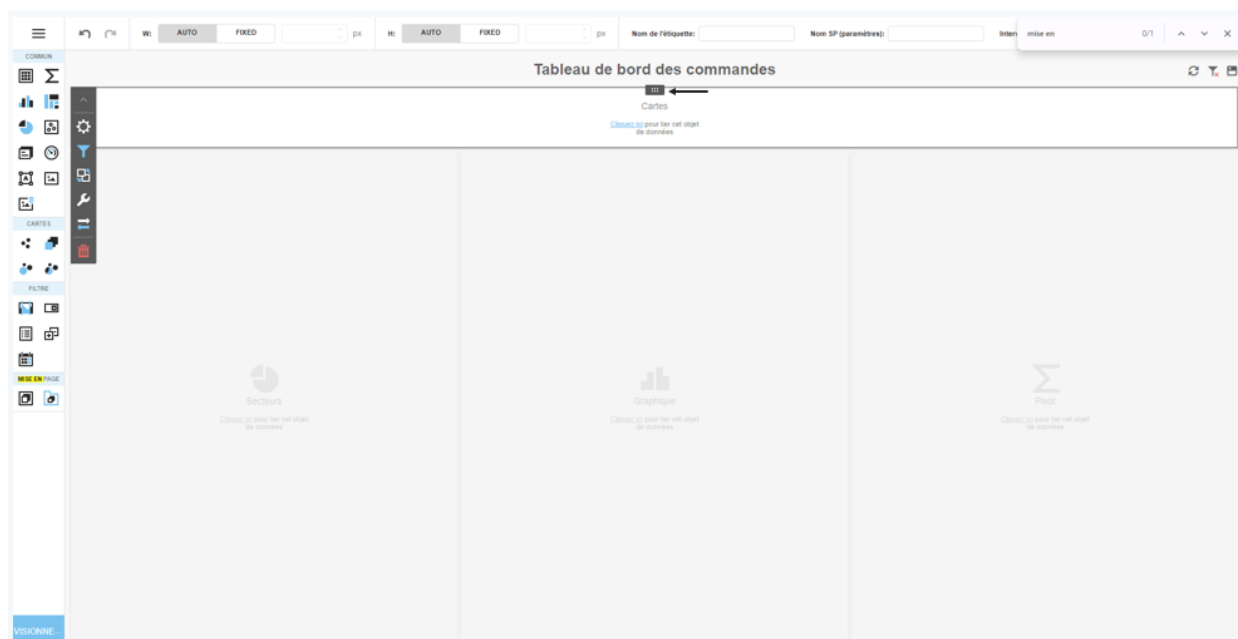 W: AUTO FIXED px H: AUTO FIXED px Nom de l'étiquette: Nom SP (paramètres): Interv mise en 0/1
COMMUN
Tableau de bord des commandes
Cartes
Cliquez ici pour lier cet objet
de données
CARTES
FILTRE
MISE EN PAGE
Secteurs
Cliquez ici pour lier cet objet
de données
Graphique
Cliquez ici pour lier cet objet
de données
Pivot
Cliquez ici pour lier cet objet
de données
VISIONNE...